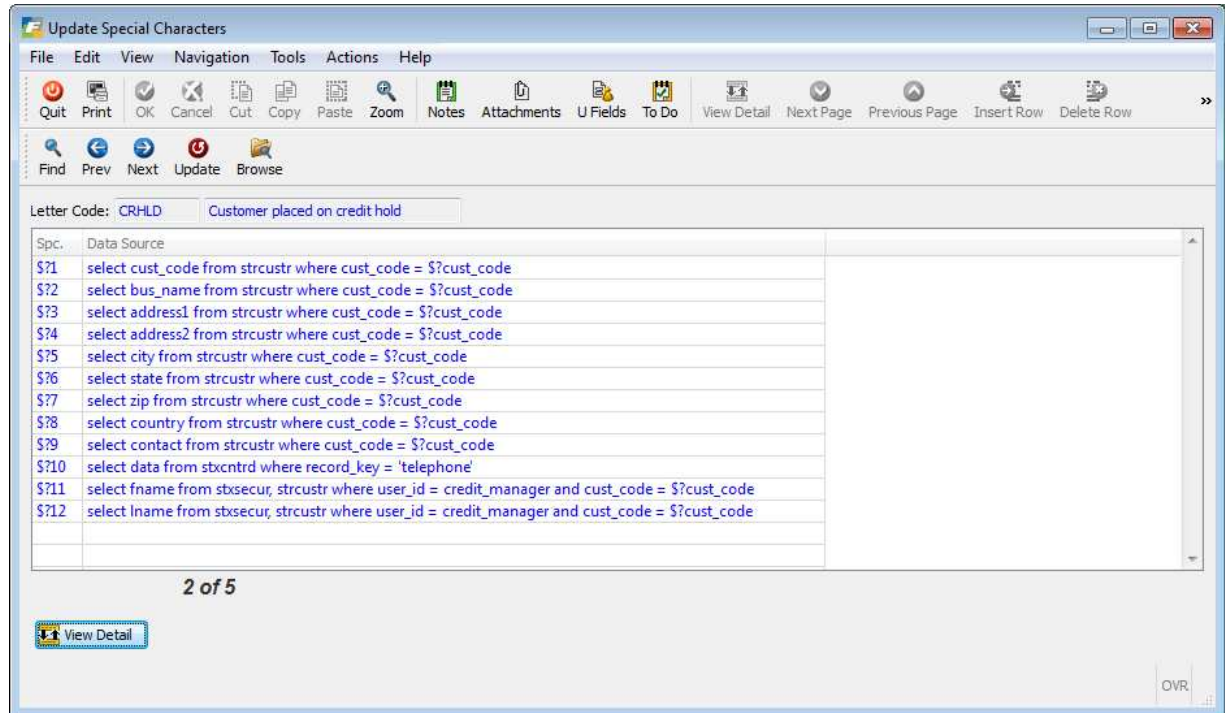 Update Special Characters
File Edit View Navigation Tools Actions Help
Quit Print OK Cancel Cut Copy Paste Zoom Notes Attachments U Fields To Do View Detail Next Page Previous Page Insert Row Delete Row »
Find Prev Next Update Browse
Letter Code: CRHLD Customer placed on credit hold
Spc. Data Source
$?1 select cust_code from strcustr where cust_code = $?cust_code
$?2 select bus_name from strcustr where cust_code = $?cust_code
$?3 select address1 from strcustr where cust_code = $?cust_code
$?4 select address2 from strcustr where cust_code = $?cust_code
$?5 select city from strcustr where cust_code = $?cust_code
$?6 select state from strcustr where cust_code = $?cust_code
$?7 select zip from strcustr where cust_code = $?cust_code
$?8 select country from strcustr where cust_code = $?cust_code
$?9 select contact from strcustr where cust_code = $?cust_code
$?10 select data from stxcntrd where record_key = 'telephone'
$?11 select fname from stxsecur, strcustr where user_id = credit_manager and cust_code = $?cust_code
$?12 select lname from stxsecur, strcustr where user_id = credit_manager and cust_code = $?cust_code
2 of 5
View Detail
OVR